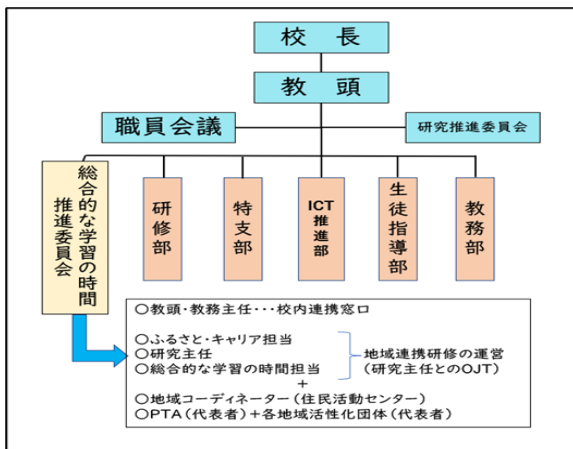 校 長
教 頭
職員会議
研究推進委員会
総合的な学習の時間
推進委員会
研修部
特支部
ICT
推進部
生徒指導部
教務部
○教頭・教務主任・・・校内連携窓口
○ふるさと・キャリア担当
○研究主任
○総合的な学習の時間担当
地域連携研修の運営
(研究主任とのOJT)
+
○地域コーディネーター(住民活動センター)
○PTA(代表者)+各地域活性化団体(代表者)